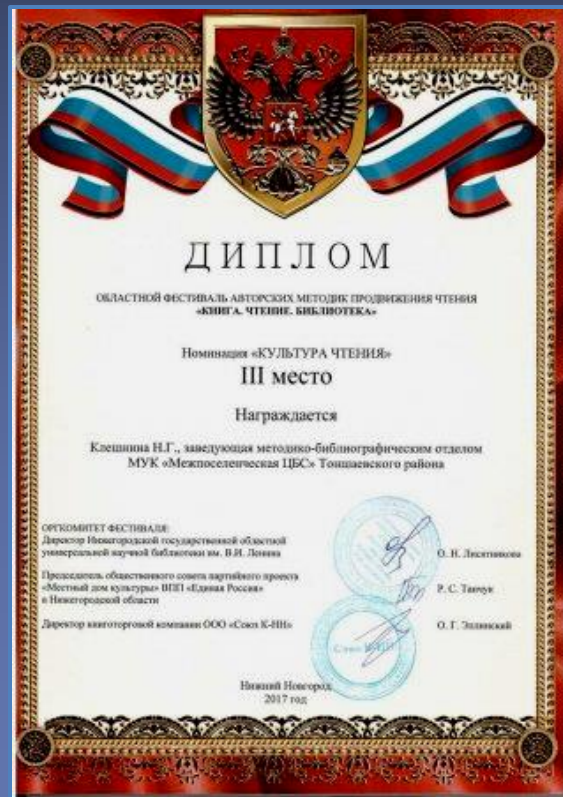 ДИПЛОМ
ОБЛАСТНОЙ ФЕСТИВАЛЬ АВТОРСКИХ МЕТОДИК ПРОДВИЖЕНИЯ ЧТЕНИЯ
«КНИГА. ЧТЕНИЕ. БИБЛИОТЕКА»
Номинация «КУЛЬТУРА ЧТЕНИЯ»
III место
Награждается
Клешнина Н.Г., заведующая методико-библиографическим отделом
МУК «Межпоселенческая ЦБС» Тоншаевского района
ОРГКОМИТЕТ ФЕСТИВАЛЯ:
Директор Нижегородской государственной областной
универсальной научной библиотеки им. В.И. Ленина
О. Н. Лисятникова
Председатель общественного совета партийного проекта
«Местный дом культуры» ВПП «Единая Россия»
в Нижегородской области
Р. С.
Директор книготорговой компании ООО «Союз К-НН»
О. Г.
Нижний Новгород
2017 год